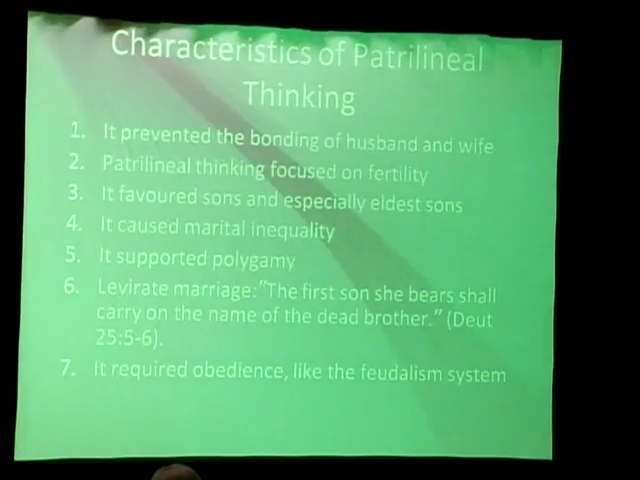 Characteristics of Patrilineal
Thinking
1. It prevented the bonding of husband and wife
2. Patrilineal thinking focused on fertility
3. It favoured sons and especially eldest sons
4. It caused marital inequality
5. It supported polygamy
6. Levirate marriage:"The first son she bears shall
carry on the name of the dead brother." (Deut
25:5-6).
7. It required obedience, like the feudalism system